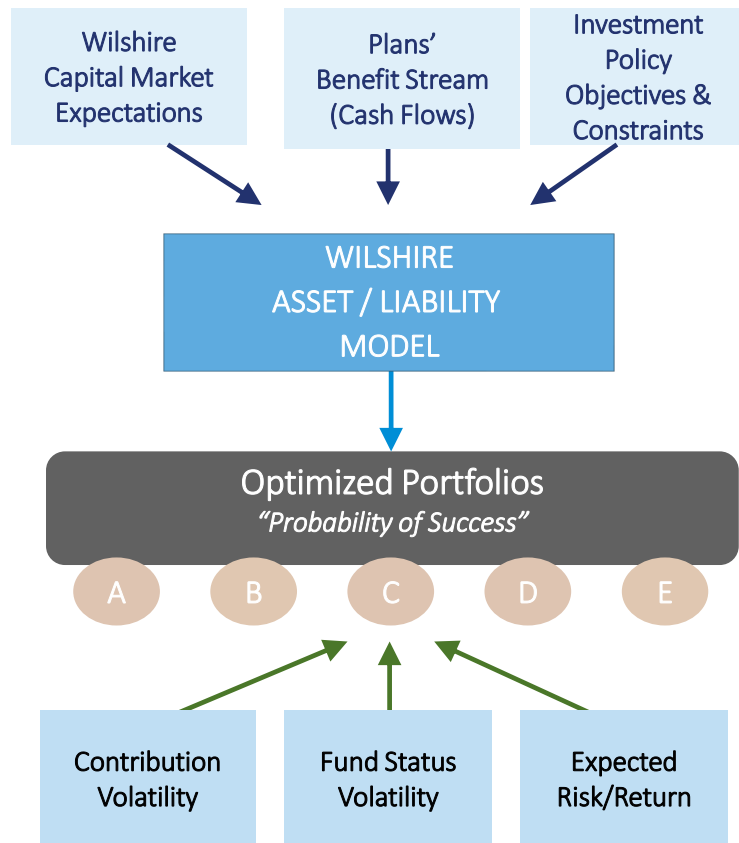 Wilshire
Capital Market
Expectations
Plans’
Benefit Stream
(Cash Flows)
Investment
Policy
Objectives &
Constraints
WILSHIRE
ASSET / LIABILITY
MODEL
Optimized Portfolios
“Probability of Success”
A B C D E
Contribution
Volatility
Fund Status
Volatility
Expected
Risk/Return